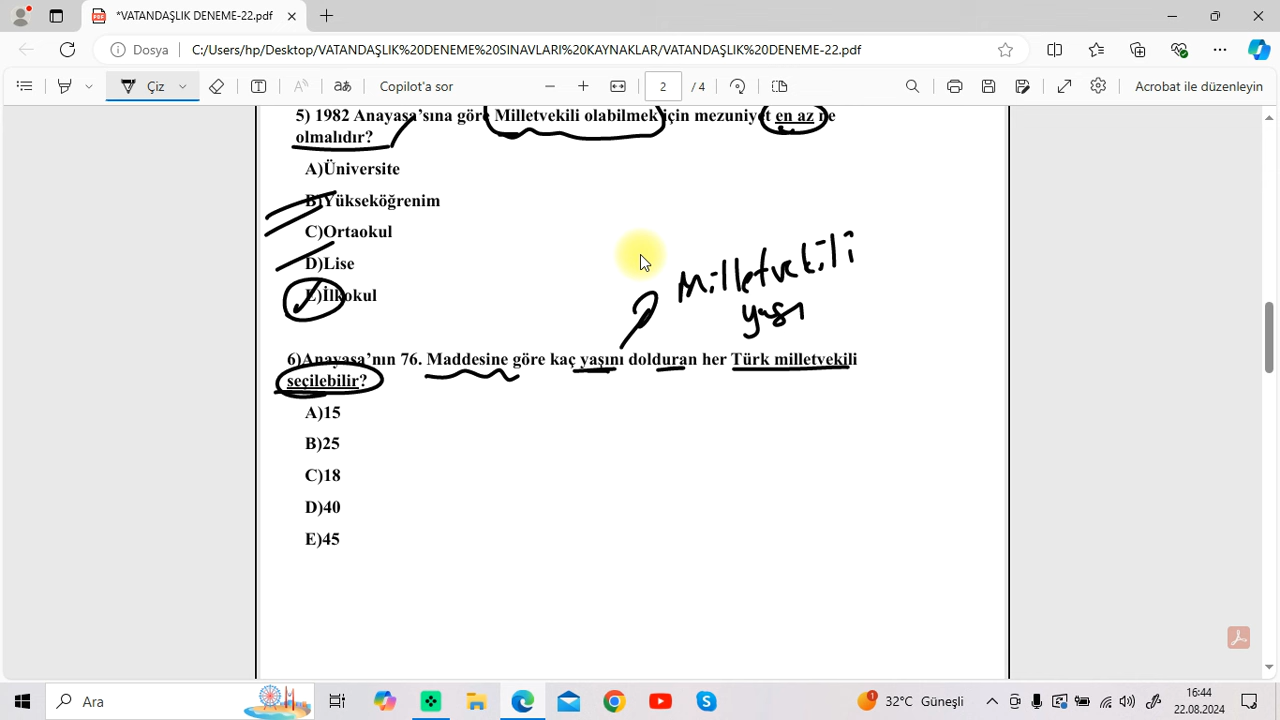 *VATANDAŞLIK DENEME-22.pdf
Dosya C:/Users/hp/Desktop/VATANDAŞLIK%20DENEME%20SINAVLARI%20KAYNAKLAR/VATANDAŞLIK%20DENEME-22.pdf
Çiz aあ Copilot'a sor 2 / 4 Acrobat ile düzenleyin
5) 1982 Anayasa'sına göre Milletvekili olabilmek için mezuniyet en az ne
olmalıdır?
A)Üniversite
B)Yükseköğrenim
C)Ortaokul
D)Lise
E)İlkokul
Milletvekili
yaşı
6)Anayasa'nın 76. Maddesine göre kaç yaşını dolduran her Türk milletvekili
seçilebilir?
A)15
B)25
C)18
D)40
E)45
Ara 32°C Güneşli 16:44
22.08.2024